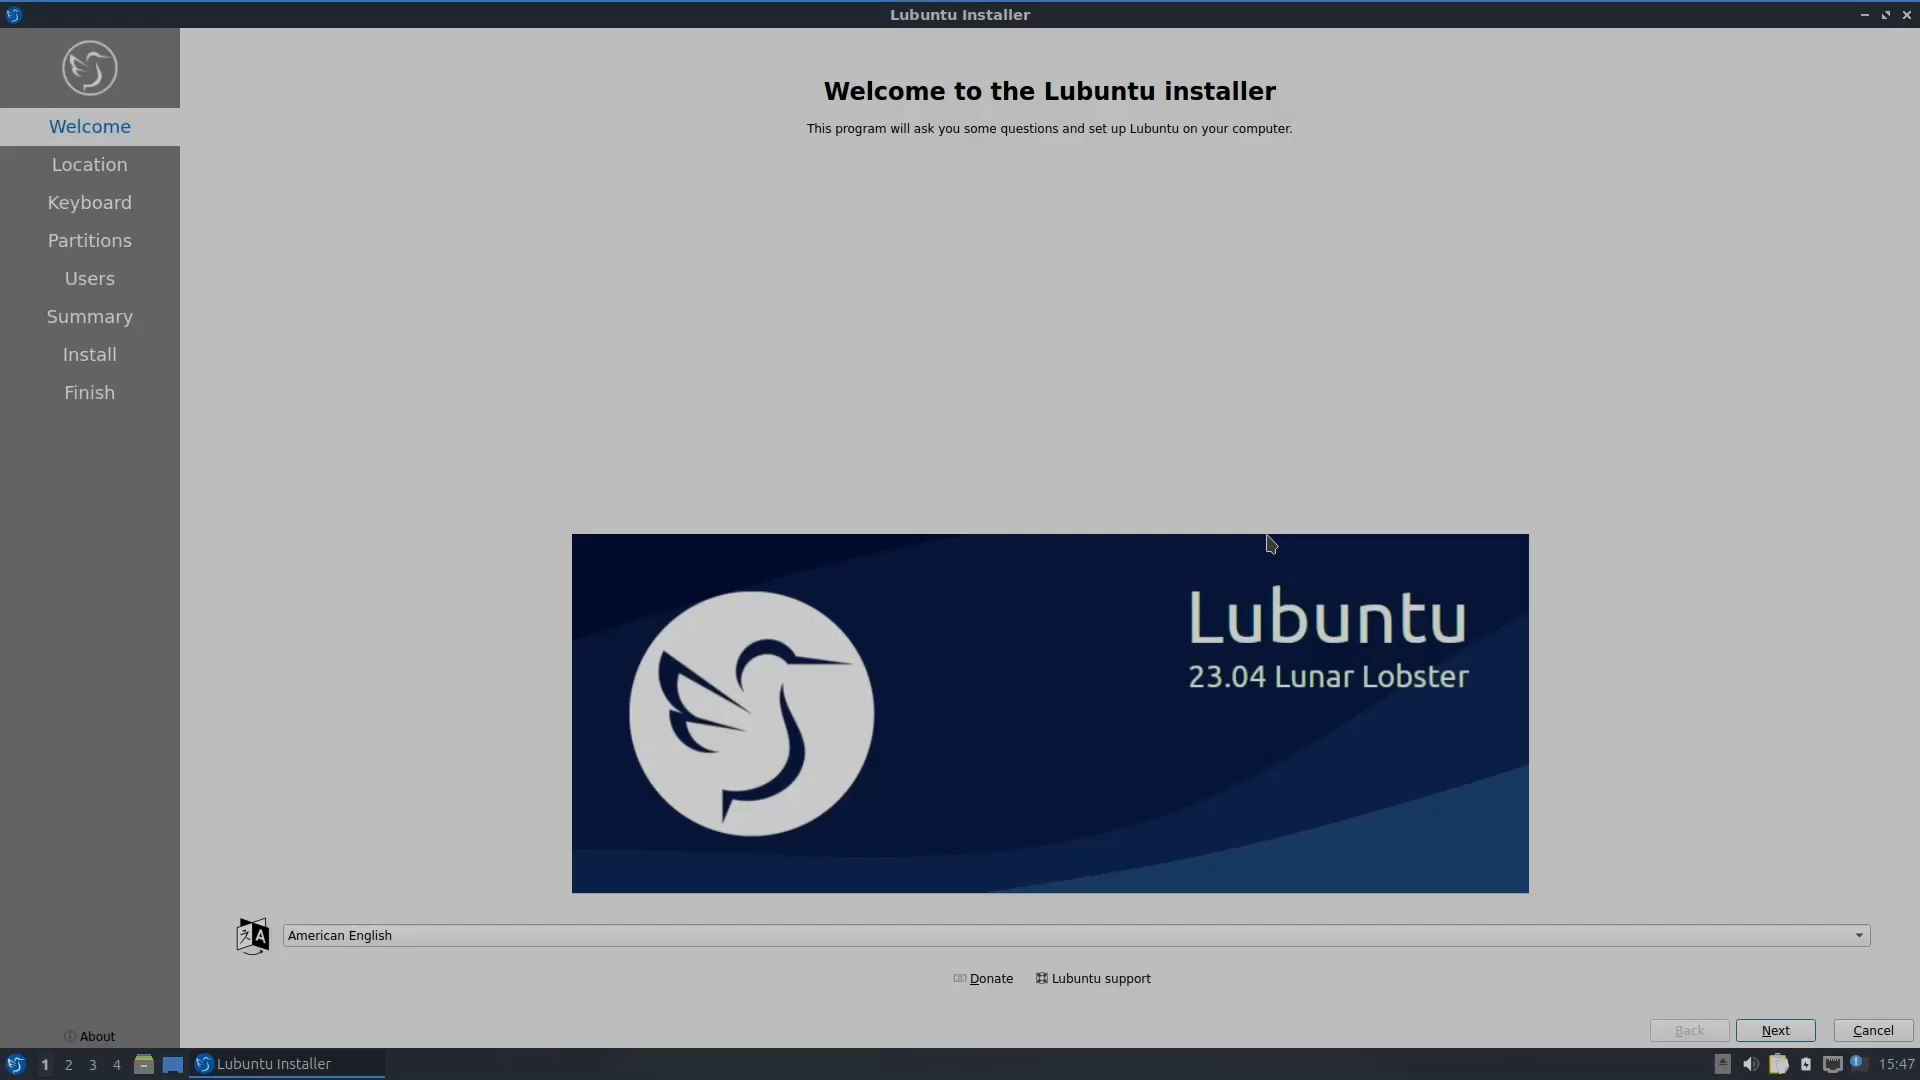 Lubuntu Installer
Welcome
Location
Keyboard
Partitions
Users
Summary
Install
Finish
About
Welcome to the Lubuntu installer
This program will ask you some questions and set up Lubuntu on your computer.
Lubuntu
23.04 Lunar Lobster
American English
Donate
Lubuntu support
Back
Next
Cancel
1 2 3 4
Lubuntu Installer
15:47